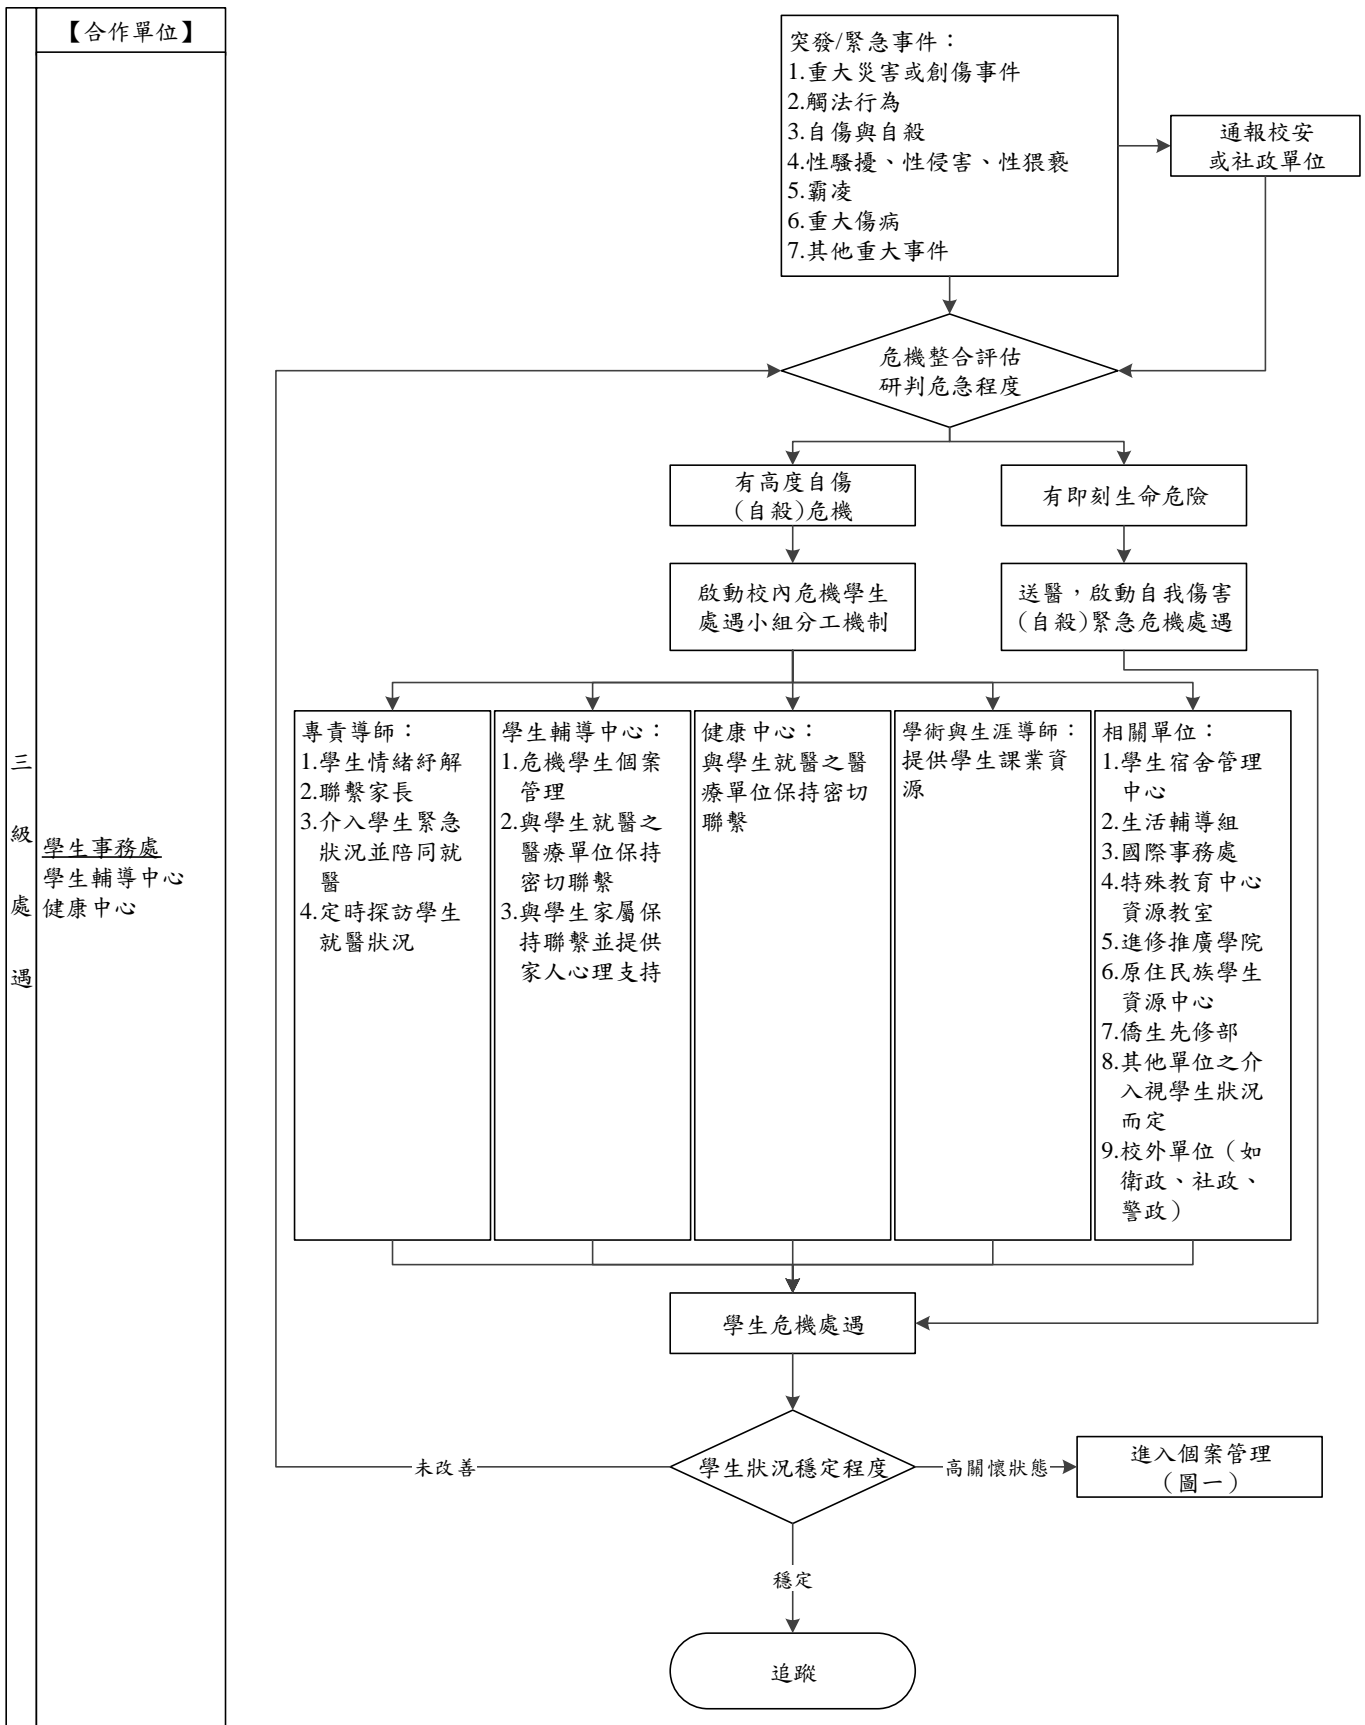 【合作單位】
三
級
處
遇
學生事務處
學生輔導中心
健康中心
突發/緊急事件：
1.重大災害或創傷事件
2.觸法行為
3.自傷與自殺
4.性騷擾、性侵害、性猥褻
5.霸凌
6.重大傷病
7.其他重大事件
通報校安
或社政單位
危機整合評估
研判危急程度
有高度自傷
(自殺)危機
有即刻生命危險
啟動校內危機學生
處遇小組分工機制
送醫，啟動自我傷害
(自殺)緊急危機處遇
專責導師：
1.學生情緒紓解
2.聯繫家長
3.介入學生緊急
狀況並陪同就
醫
4.定時探訪學生
就醫狀況
學生輔導中心：
1.危機學生個案
管理
2.與學生就醫之
醫療單位保持
密切聯繫
3.與學生家屬保
持聯繫並提供
家人心理支持
健康中心：
與學生就醫之醫
療單位保持密切
聯繫
學術與生涯導師：
提供學生課業資
源
相關單位：
1.學生宿舍管理
中心
2.生活輔導組
3.國際事務處
4.特殊教育中心
資源教室
5.進修推廣學院
6.原住民族學生
資源中心
7.僑生先修部
8.其他單位之介
入視學生狀況
而定
9.校外單位（如
衛政、社政、
警政）
學生危機處遇
未改善
學生狀況穩定程度
高關懷狀態
進入個案管理
（圖一）
穩定
追蹤